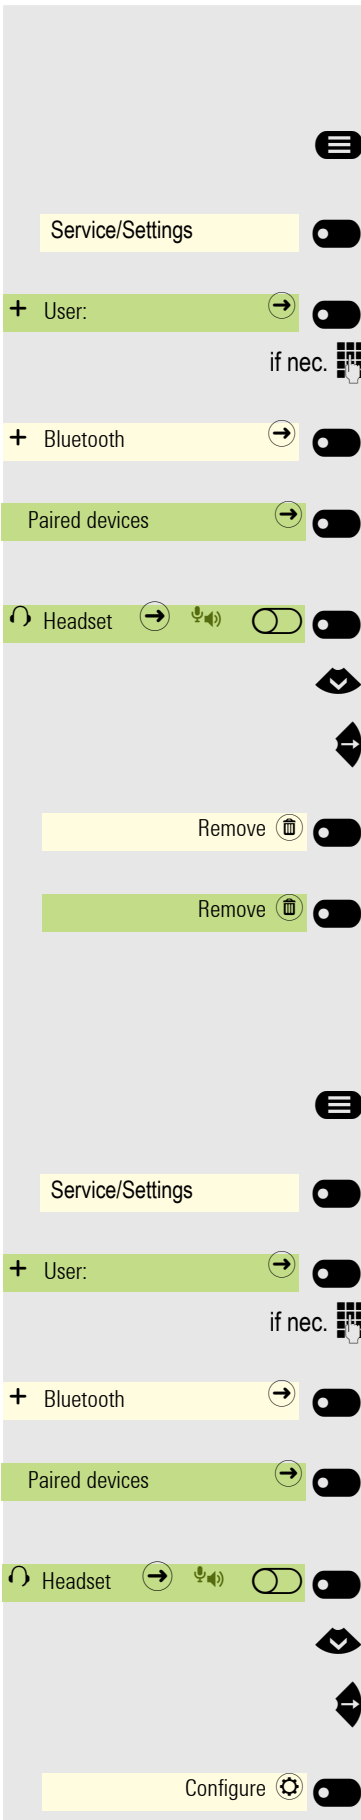 Service/Settings
+ User:
if nec.
+ Bluetooth
Paired devices
Headset
Remove
Remove
Service/Settings
+ User:
if nec.
+ Bluetooth
Paired devices
Headset
Configure